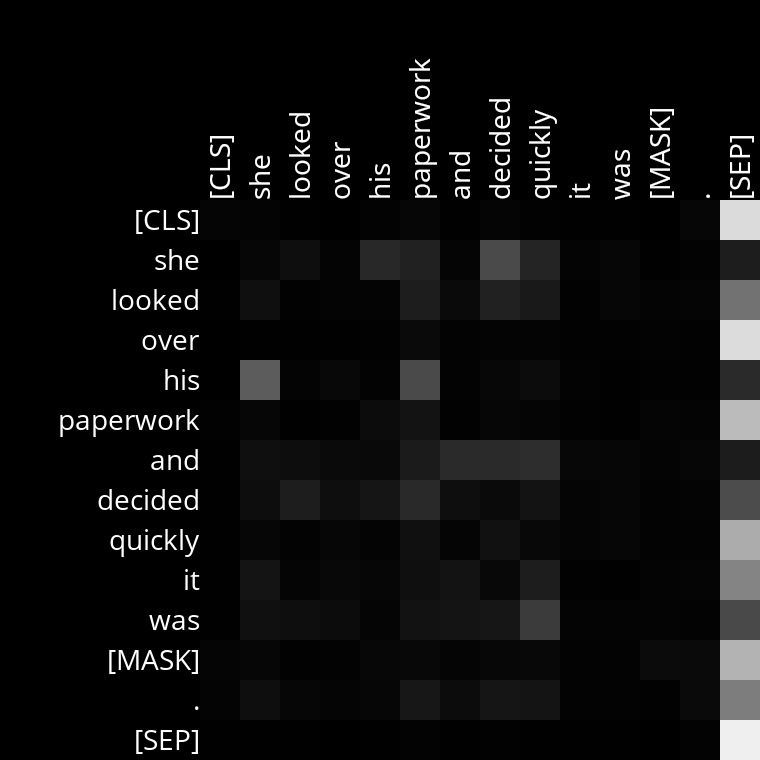 [CLS] she looked over his paperwork and decided quickly it was [MASK] . [SEP]
[CLS]
she
looked
over
his
paperwork
and
decided
quickly
it
was
[MASK]
.
[SEP]